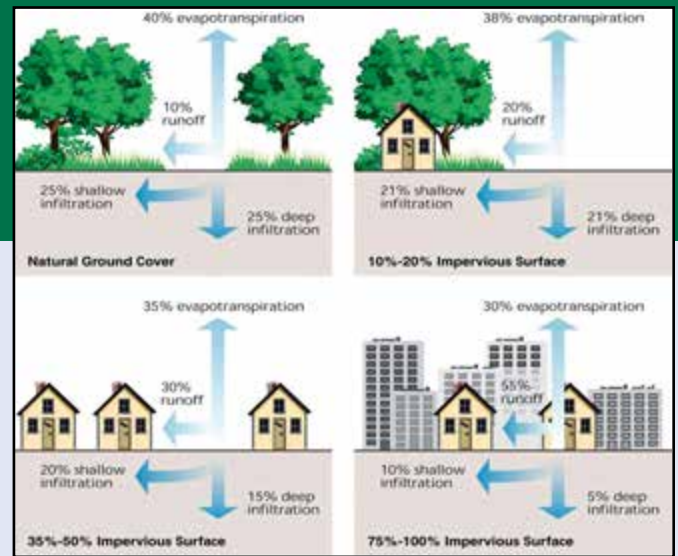 40% evapotranspiration
10%
runoff
25% shallow
infiltration
25% deep
infiltration
Natural Ground Cover
38% evapotranspiration
20%
runoff
21% shallow
infiltration
21% deep
infiltration
10%-20% Impervious Surface
35% evapotranspiration
30%
runoff
20% shallow
infiltration
15% deep
infiltration
35%-50% Impervious Surface
30% evapotranspiration
55%
runoff
10% shallow
infiltration
5% deep
infiltration
75%-100% Impervious Surface